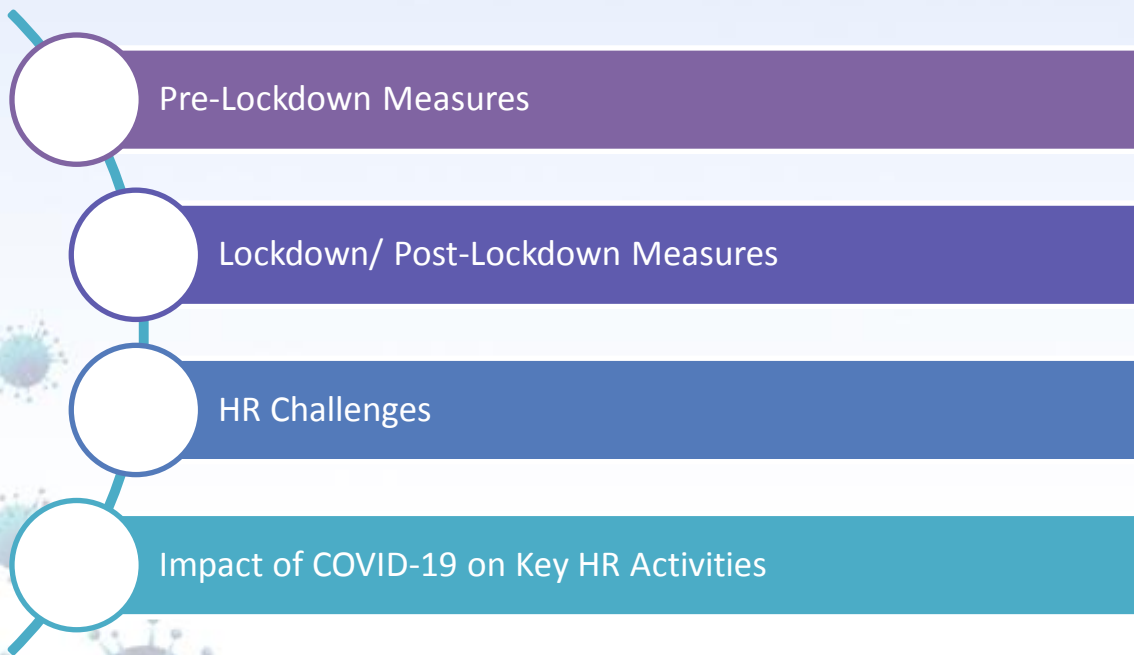 Pre-Lockdown Measures
Lockdown/ Post-Lockdown Measures
HR Challenges
Impact of COVID-19 on Key HR Activities